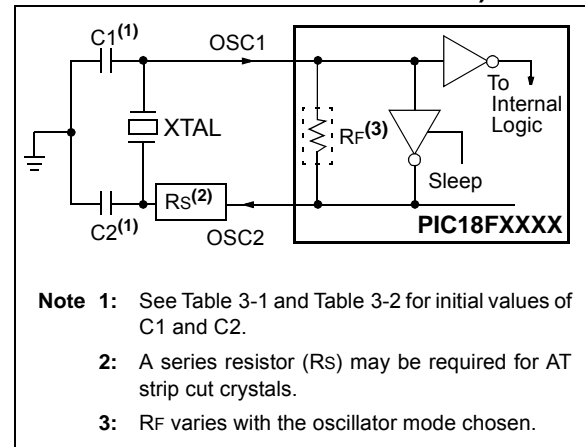 C1(1)
OSC1
To
Internal
Logic
XTAL
RF(3)
Sleep
C2(1)
RS(2)
OSC2
PIC18FXXXX
Note 1: See Table 3-1 and Table 3-2 for initial values of
C1 and C2.
2: A series resistor (RS) may be required for AT
strip cut crystals.
3: RF varies with the oscillator mode chosen.